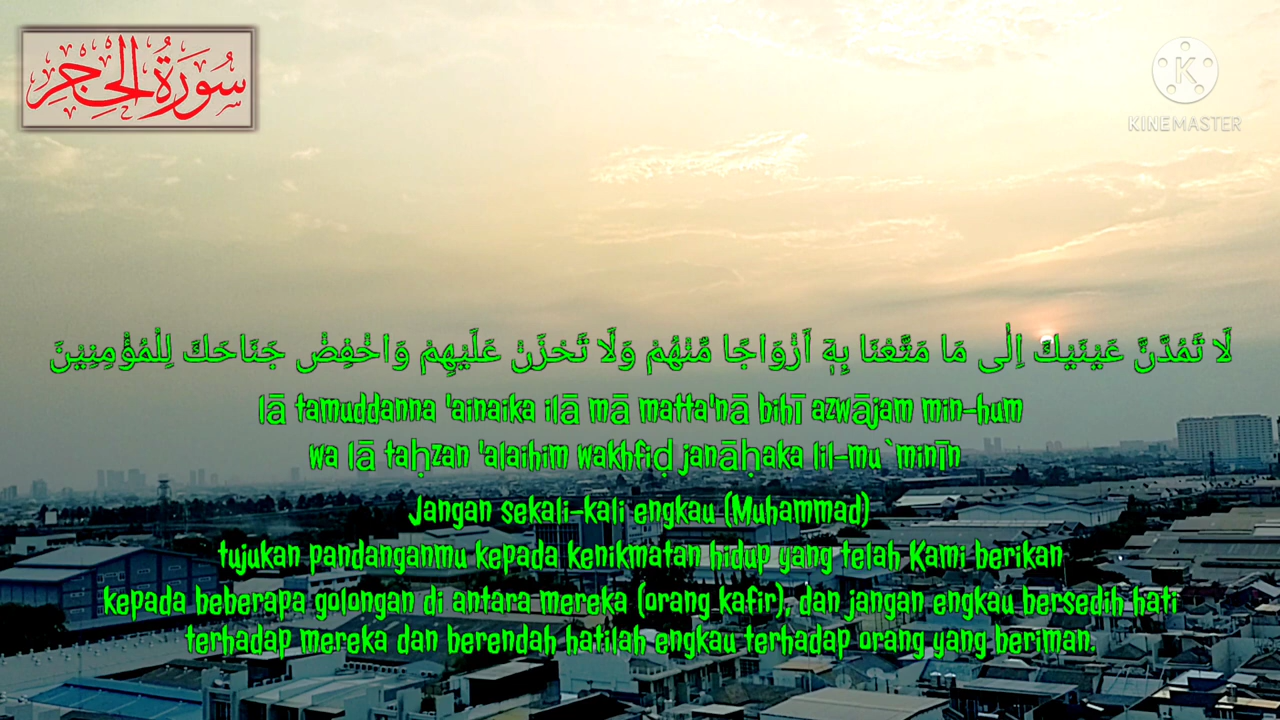 سُورَةُ الحِجرِ
KINEMASTER
لَا تَمُدَّنَّ عَيْنَيْكَ اِلٰى مَا مَتَّعْنَا بِهٖٓ اَزْوَاجًا مِّنْهُمْ وَلَا تَحْزَنْ عَلَيْهِمْ وَاخْفِضْ جَنَاحَكَ لِلْمُؤْمِنِيْنَ
lā tamuddanna 'ainaika ilā mā matta'nā bihī azwājam min-hum
wa lā taḥzan 'alaihim wakhfiḍ janāḥaka lil-mu`minīn
Jangan sekali-kali engkau (Muhammad)
tujukan pandanganmu kepada kenikmatan hidup yang telah Kami berikan
kepada beberapa golongan di antara mereka (orang kafir), dan jangan engkau bersedih hati
terhadap mereka dan berendah hatilah engkau terhadap orang yang beriman.